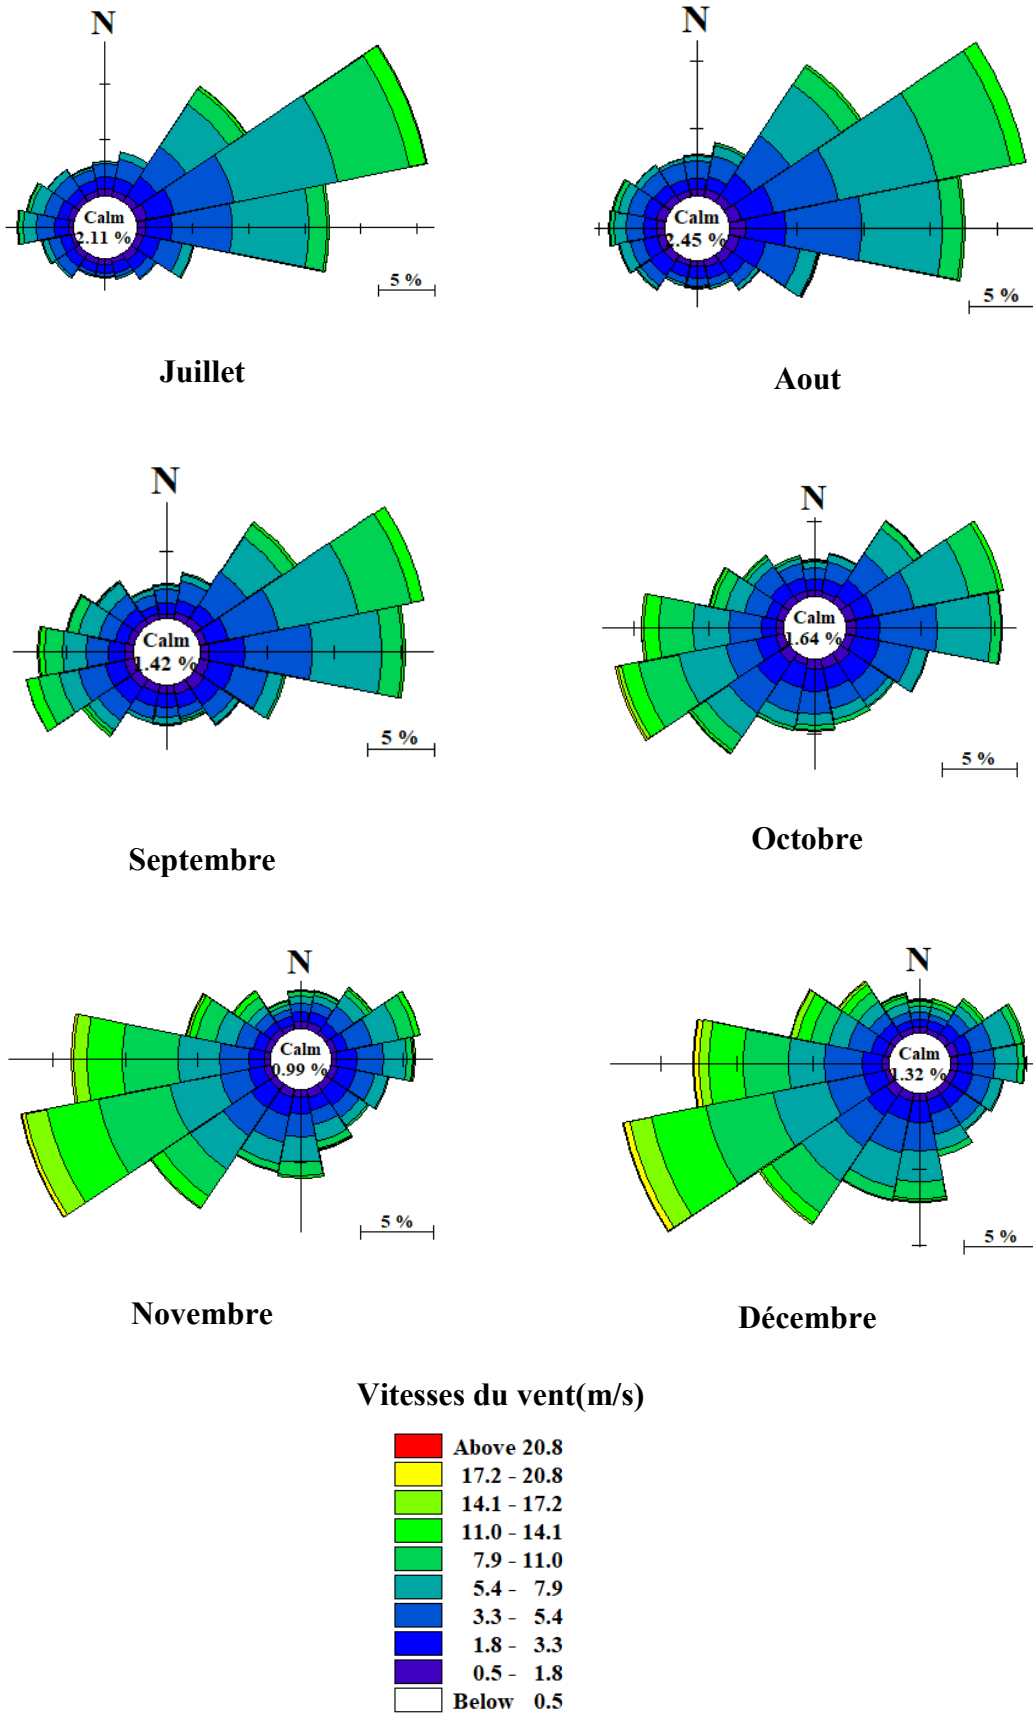 N
Calm
2.11 %
5 %
Juillet
N
Calm
2.45 %
5 %
Aout
N
Calm
1.42 %
5 %
Septembre
N
Calm
1.64 %
5 %
Octobre
N
Calm
0.99 %
5 %
Novembre
N
Calm
1.32 %
5 %
Décembre
Vitesses du vent(m/s)
Above 20.8
17.2 - 20.8
14.1 - 17.2
11.0 - 14.1
7.9 - 11.0
5.4 - 7.9
3.3 - 5.4
1.8 - 3.3
0.5 - 1.8
Below 0.5